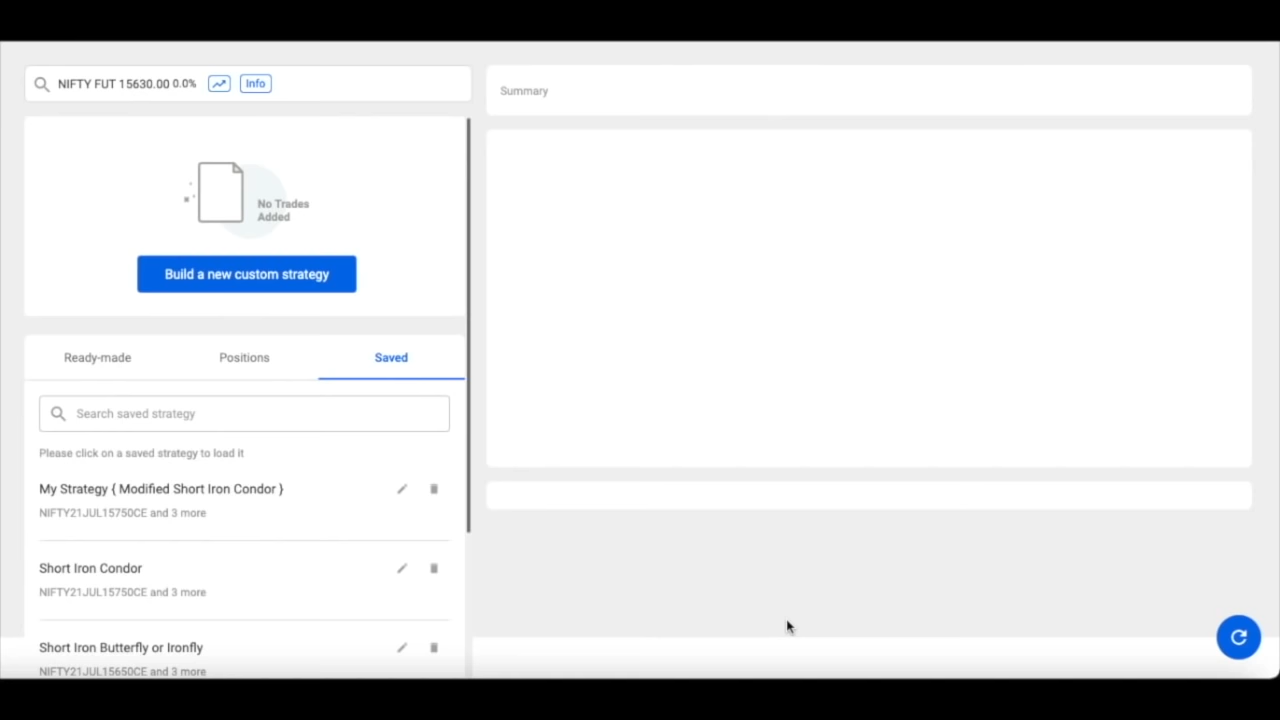 NIFTY FUT 15630.00 0.0%
Info
No Trades
Added
Build a new custom strategy
Ready-made
Positions
Saved
Search saved strategy
Please click on a saved strategy to load it
My Strategy { Modified Short Iron Condor }
NIFTY21JUL15750CE and 3 more
Short Iron Condor
NIFTY21JUL15750CE and 3 more
Short Iron Butterfly or Ironfly
NIFTY21JUL15650CE and 3 more
Summary